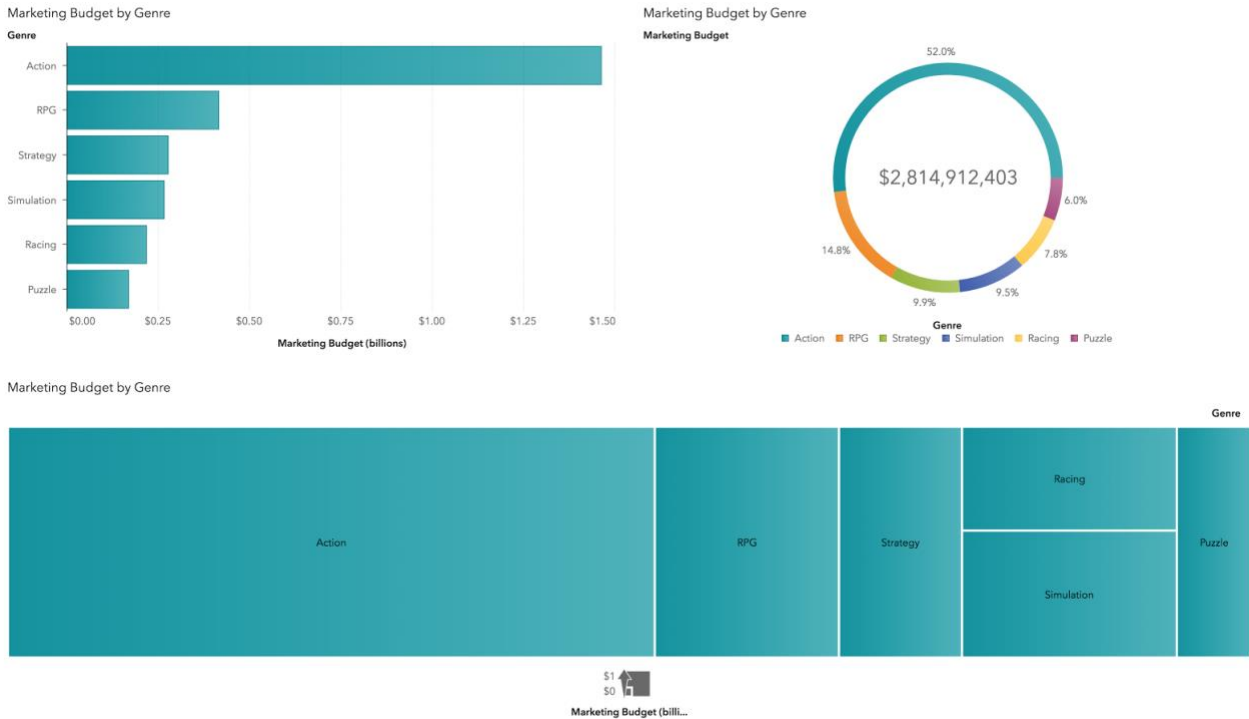 Marketing Budget by Genre
Genre
Action
RPG
Strategy
Simulation
Racing
Puzzle
$0.00 $0.25 $0.50 $0.75 $1.00 $1.25 $1.50
Marketing Budget (billions)
Marketing Budget by Genre
Marketing Budget
52.0%
$2,814,912,403
6.0%
7.8%
9.5%
9.9%
14.8%
Genre
Action RPG Strategy Simulation Racing Puzzle
Marketing Budget by Genre
Genre
Action
RPG
Strategy
Racing
Simulation
Puzzle
$1
$0
Marketing Budget (billi...